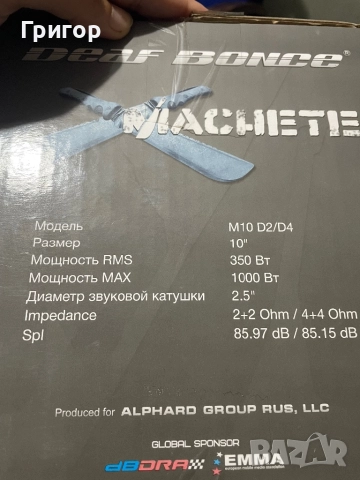 Григор
Deaf Bonce®
MACHETE
Модель M10 D2/D4
Размер 10"
Мощность RMS 350 Вт
Мощность MAX 1000 Вт
Диаметр звуковой катушки 2.5"
Impedance 2+2 Ohm / 4+4 Ohm
Spl 85.97 dB / 85.15 dB
Produced for ALPHARD GROUP RUS, LLC
GLOBAL SPONSOR
dBDRA EMMA
bazar